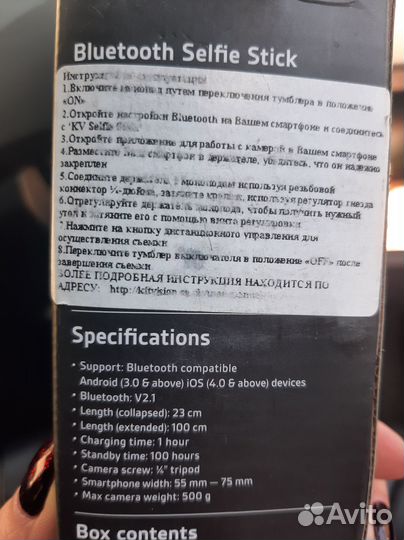 Bluetooth Selfie Stick
1.Включите монопод путем переключения тумблера в положение
«ON»
2.Откройте настройки Bluetooth на Вашем смартфоне и соединитесь
с 'KV Selfie
3.Откройте приложение для работы с камерой в Вашем смартфоне
4.Разместите смартфон в держателе, убедитесь, что он надежно
закреплен
5.Соедините держатель с моноподом используя резьбовой
коннектор ¼-дюйма, затяните используя регулятор гнезда
6.Отрегулируйте держатель монопода, чтобы получить нужный
угол и затяните его с помощью винта регулировки
7.Нажмите на кнопку дистанционного управления для
осуществления съемки
8.Переключите тумблер выключателя в положение «OFF» после
завершения съемки
БОЛЕЕ ПОДРОБНАЯ ИНСТРУКЦИЯ НАХОДИТСЯ ПО
АДРЕСУ:
Specifications
• Support: Bluetooth compatible
Android (3.0 & above) iOS (4.0 & above) devices
• Bluetooth: V2.1
• Length (collapsed): 23 cm
• Length (extended): 100 cm
• Charging time: 1 hour
• Standby time: 100 hours
• Camera screw: ¼" tripod
• Smartphone width: 55 mm – 75 mm
• Max camera weight: 500 g
Box contents
Avito